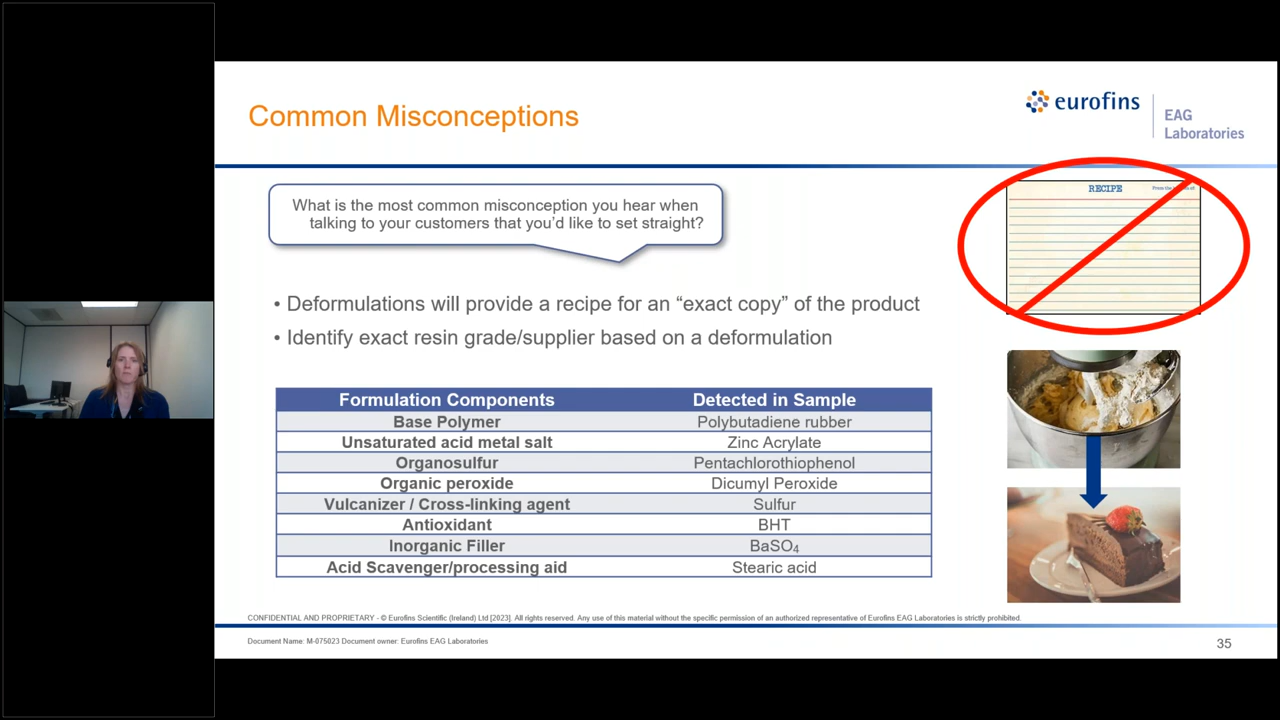 Common Misconceptions
eurofins
EAG
Laboratories
What is the most common misconception you hear when
talking to your customers that you’d like to set straight?
RECIPE
From the
• Deformulations will provide a recipe for an “exact copy” of the product
• Identify exact resin grade/supplier based on a deformulation
Formulation Components Detected in Sample
Base Polymer Polybutadiene rubber
Unsaturated acid metal salt Zinc Acrylate
Organosulfur Pentachlorothiophenol
Organic peroxide Dicumyl Peroxide
Vulcanizer / Cross-linking agent Sulfur
Antioxidant BHT
Inorganic Filler BaSO₄
Acid Scavenger/processing aid Stearic acid
CONFIDENTIAL AND PROPRIETARY - © Eurofins Scientific (Ireland) Ltd [2023]. All rights reserved. Any use of this material without the specific permission of an authorized representative of Eurofins EAG Laboratories is strictly prohibited.
Document Name: M-075023 Document owner: Eurofins EAG Laboratories
35